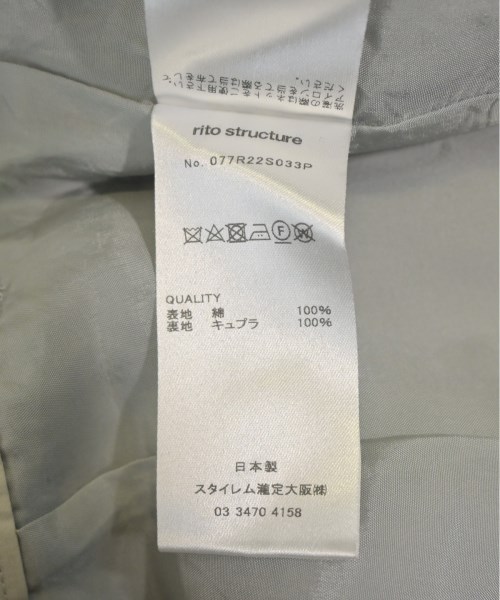 rito structure
No. 077R22S033P
QUALITY
表地 綿 100%
裏地 キュプラ 100%
日本製
スタイレム瀧定大阪㈱
03 3470 4158